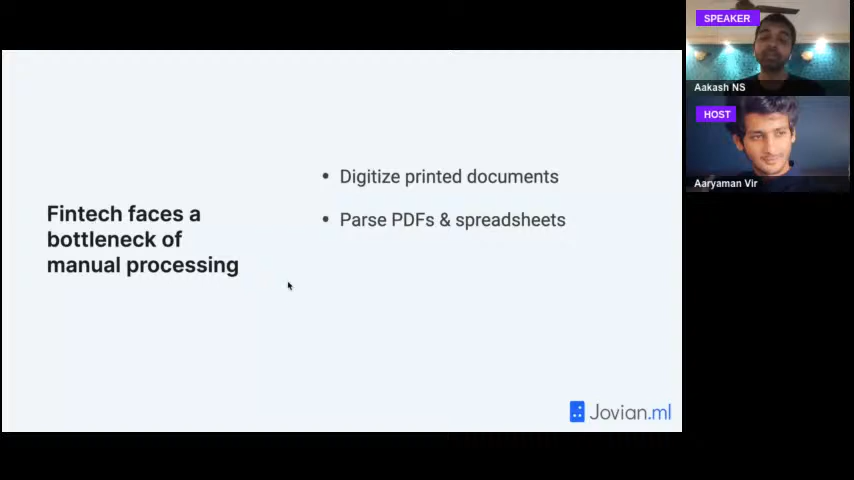 SPEAKER
Aakash NS
HOST
Aaryaman Vir
Fintech faces a
bottleneck of
manual processing
• Digitize printed documents
• Parse PDFs & spreadsheets
Jovian.ml